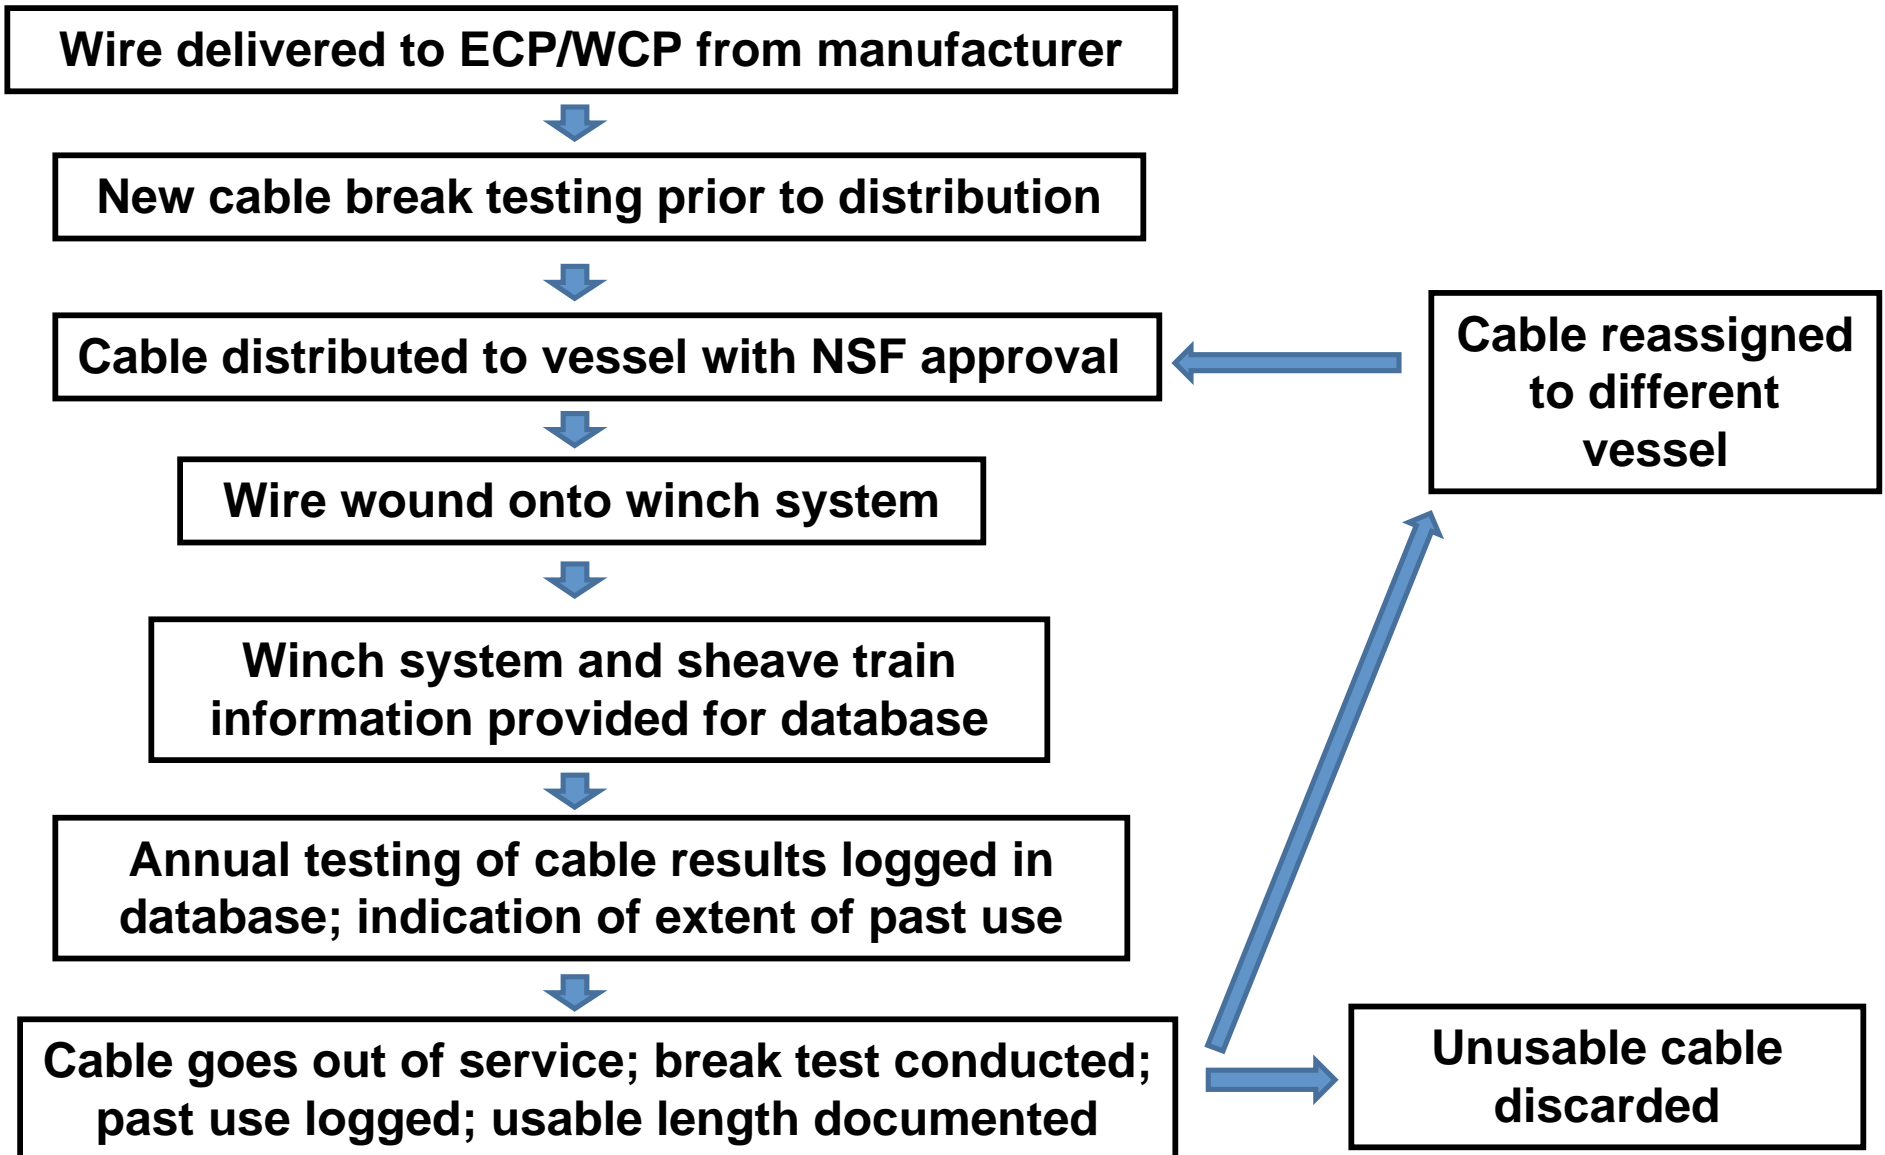 Wire delivered to ECP/WCP from manufacturer
New cable break testing prior to distribution
Cable distributed to vessel with NSF approval
Cable reassigned
to different
vessel
Wire wound onto winch system
Winch system and sheave train
information provided for database
Annual testing of cable results logged in
database; indication of extent of past use
Cable goes out of service; break test conducted;
past use logged; usable length documented
Unusable cable
discarded